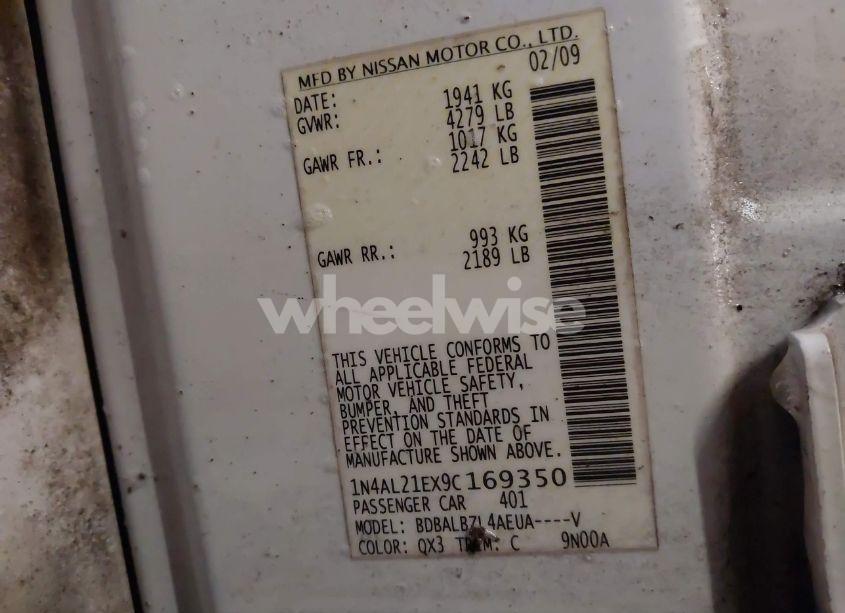 MFD BY NISSAN MOTOR CO., LTD.
DATE: 02/09
GVWR: 1941 KG
4279 LB
GAWR FR.: 1017 KG
2242 LB
GAWR RR.: 993 KG
2189 LB
wheelwise
THIS VEHICLE CONFORMS TO
ALL APPLICABLE FEDERAL
MOTOR VEHICLE SAFETY,
BUMPER, AND THEFT
PREVENTION STANDARDS IN
EFFECT ON THE DATE OF
MANUFACTURE SHOWN ABOVE.
1N4AL21EX9C169350
PASSENGER CAR 401
MODEL: BDBALBZL4AEUA----V
COLOR: QX3 TRIM: C 9N00A